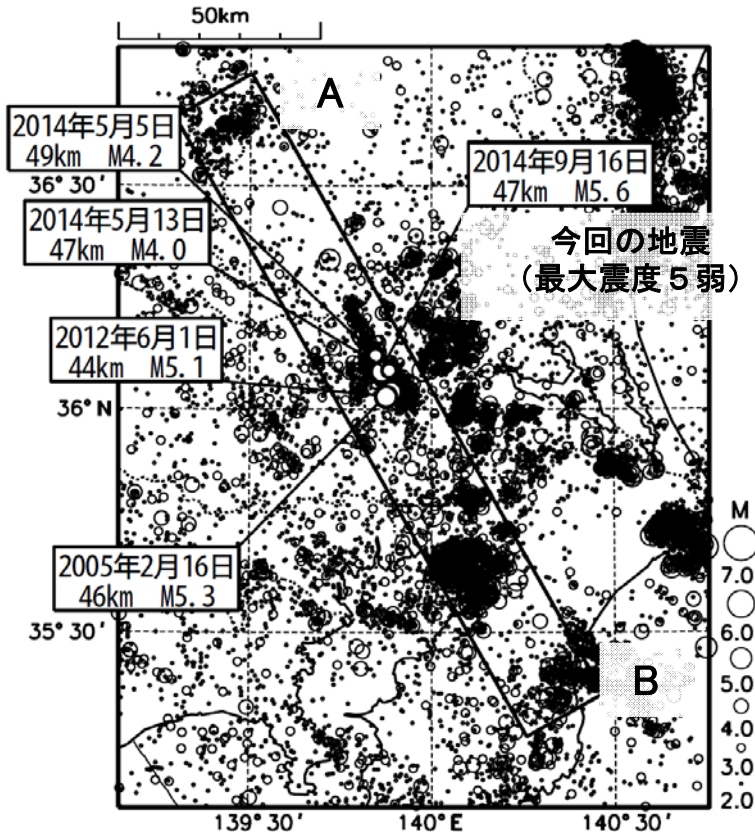 50km
A
2014年5月5日
49km M4.2
2014年9月16日
47km M5.6
36°30′
2014年5月13日
47km M4.0
今回の地震
（最大震度５弱）
2012年6月1日
44km M5.1
36°N
2005年2月16日
46km M5.3
M
7.0
6.0
35°30′
B
5.0
4.0
3.0
2.0
139°30′
140°E
140°30′